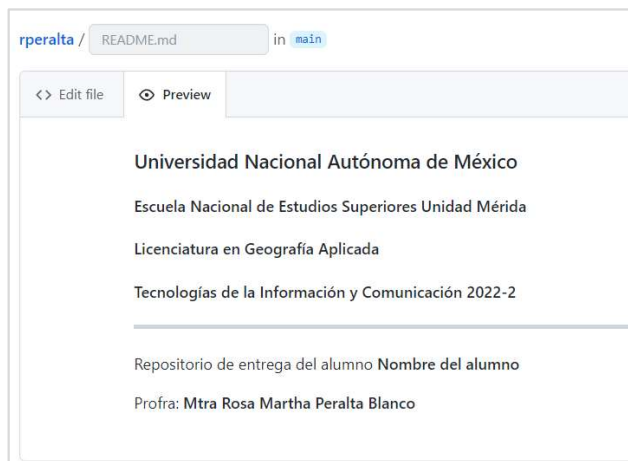 rperalta / README.md in main
<> Edit file Preview
Universidad Nacional Autónoma de México
Escuela Nacional de Estudios Superiores Unidad Mérida
Licenciatura en Geografía Aplicada
Tecnologías de la Información y Comunicación 2022-2
Repositorio de entrega del alumno Nombre del alumno
Profra: Mtra Rosa Martha Peralta Blanco